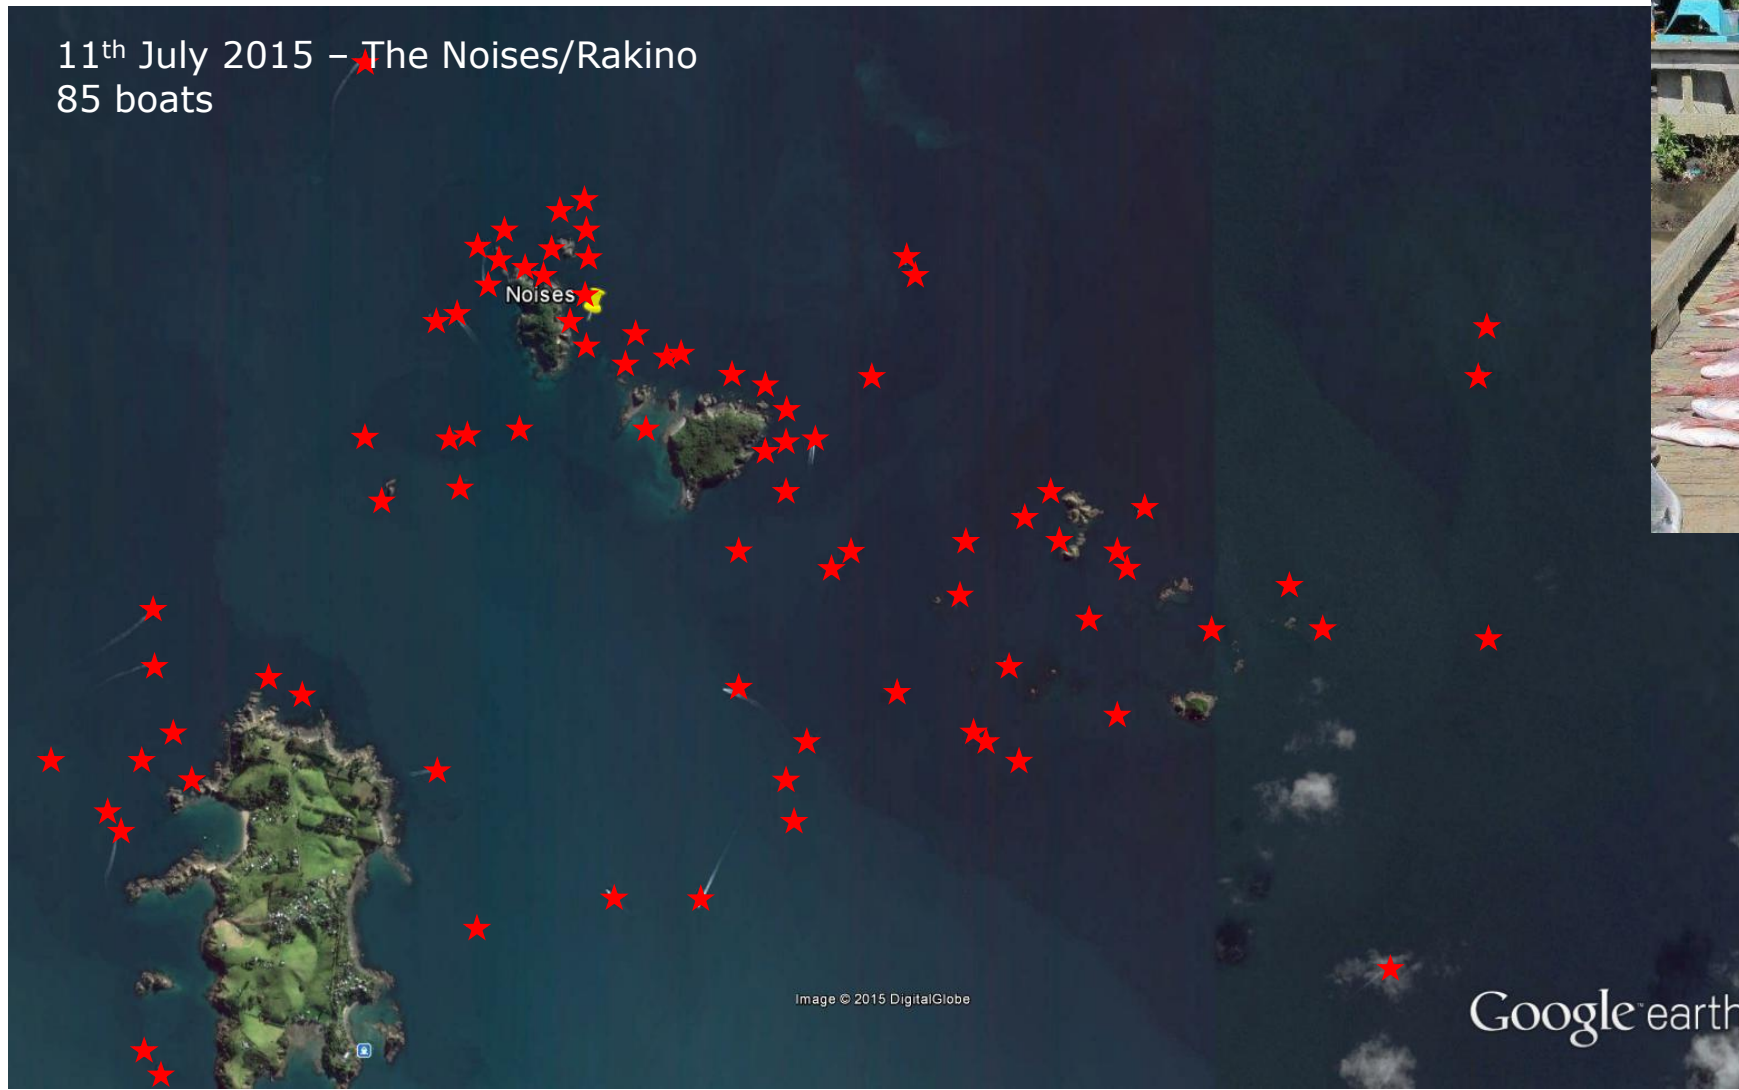 11th July 2015 – The Noises/Rakino
85 boats
Noises
Image © 2015 DigitalGlobe
Google earth